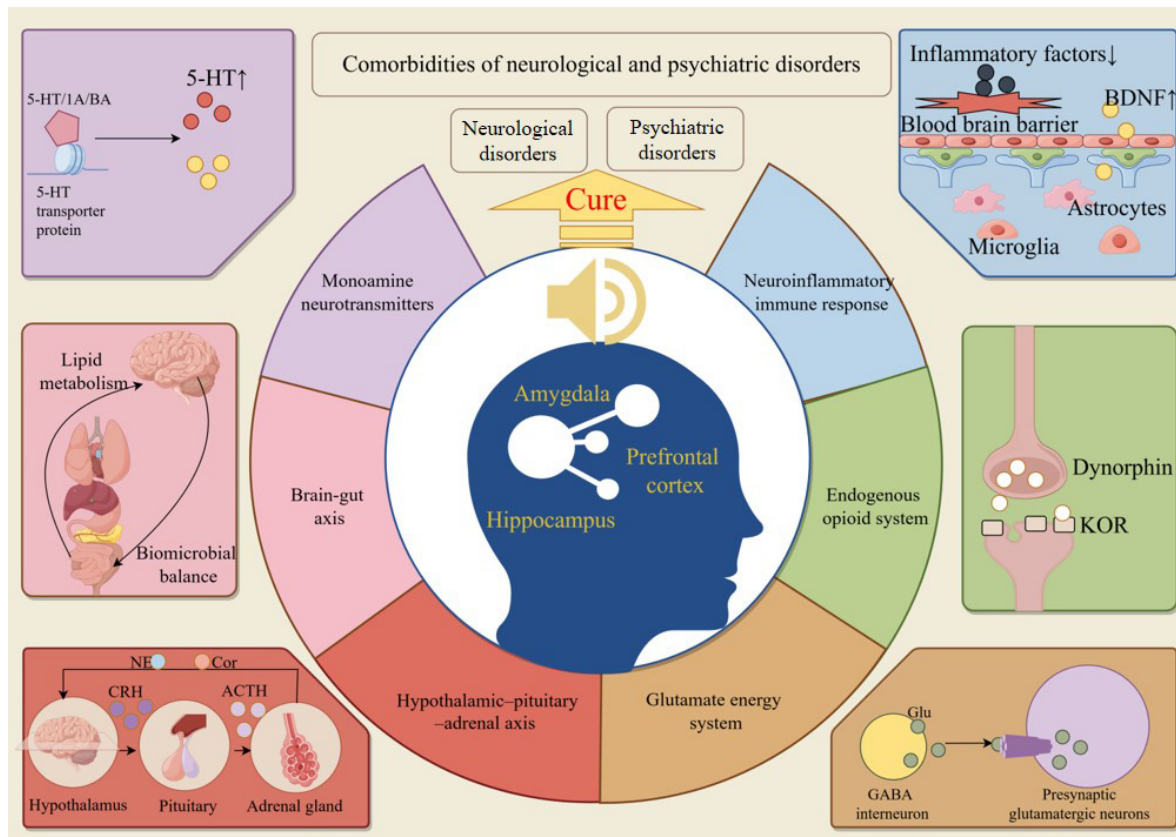 Comorbidities of neurological and psychiatric disorders
Neurological
disorders
Psychiatric
disorders
Cure
5-HT↑
5-HT/1A/BA
5-HT
transporter
protein
Inflammatory factors↓
BDNF↑
Blood brain barrier
Astrocytes
Microglia
Monoamine
neurotransmitters
Neuroinflammatory
immune response
Lipid
metabolism
Biomicrobial
balance
Brain-gut
axis
Amygdala
Prefrontal
cortex
Hippocampus
Endogenous
opioid system
Dynorphin
KOR
NE
Cor
CRH
ACTH
Hypothalamus
Pituitary
Adrenal gland
Hypothalamic–pituitary
–adrenal axis
Glutamate energy
system
Glu
GABA
interneuron
Presynaptic
glutamatergic neurons